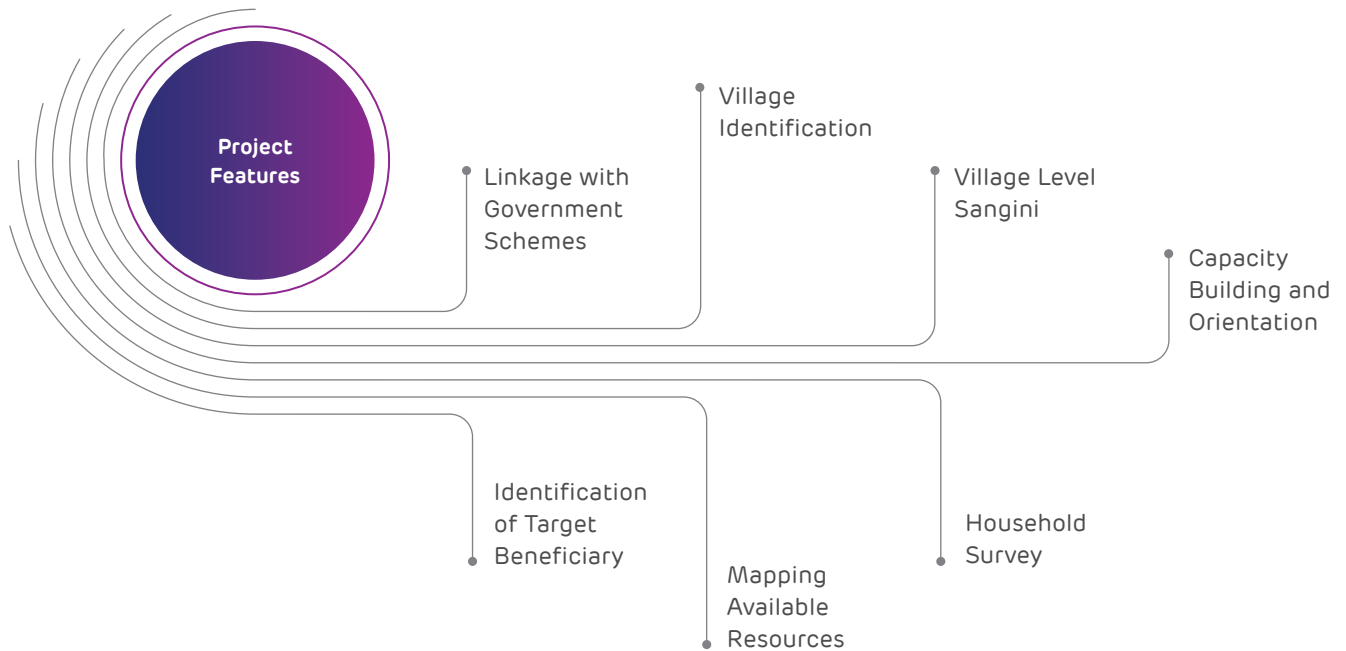 Project
Features
Linkage with
Government
Schemes
Village
Identification
Village Level
Sangini
Capacity
Building and
Orientation
Identification
of Target
Beneficiary
Mapping
Available
Resources
Household
Survey